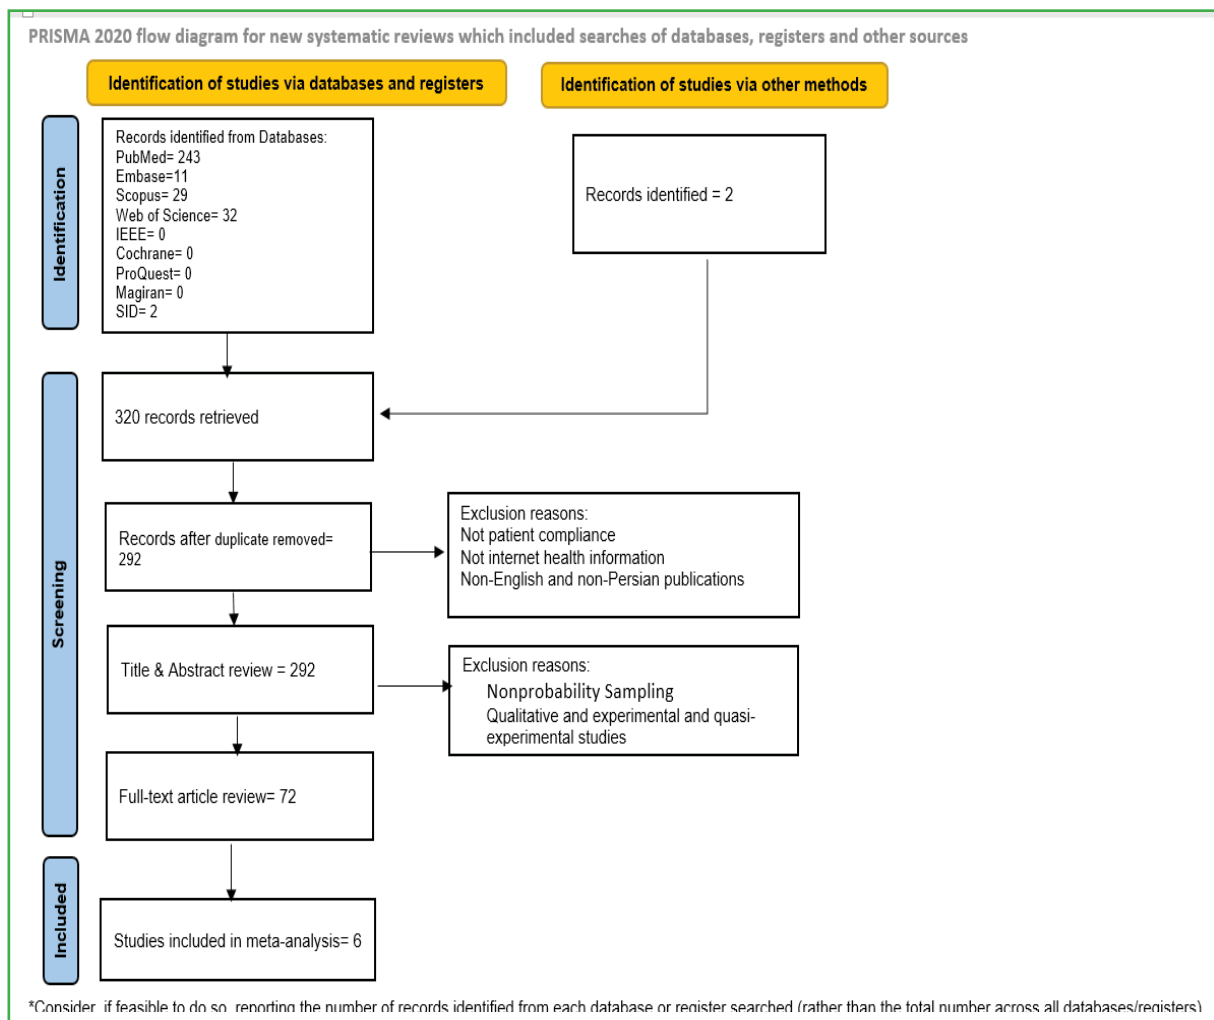 PRISMA 2020 flow diagram for new systematic reviews which included searches of databases, registers and other sources
Identification of studies via databases and registers
Identification of studies via other methods
Identification
Records identified from Databases:
PubMed= 243
Embase=11
Scopus= 29
Web of Science= 32
IEEE= 0
Cochrane= 0
ProQuest= 0
Magiran= 0
SID= 2
Records identified = 2
Screening
320 records retrieved
Records after duplicate removed=
292
Exclusion reasons:
Not patient compliance
Not internet health information
Non-English and non-Persian publications
Title & Abstract review = 292
Exclusion reasons:
Nonprobability Sampling
Qualitative and experimental and quasi-
experimental studies
Full-text article review= 72
Included
Studies included in meta-analysis= 6
*Consider, if feasible to do so, reporting the number of records identified from each database or register searched (rather than the total number across all databases/registers)